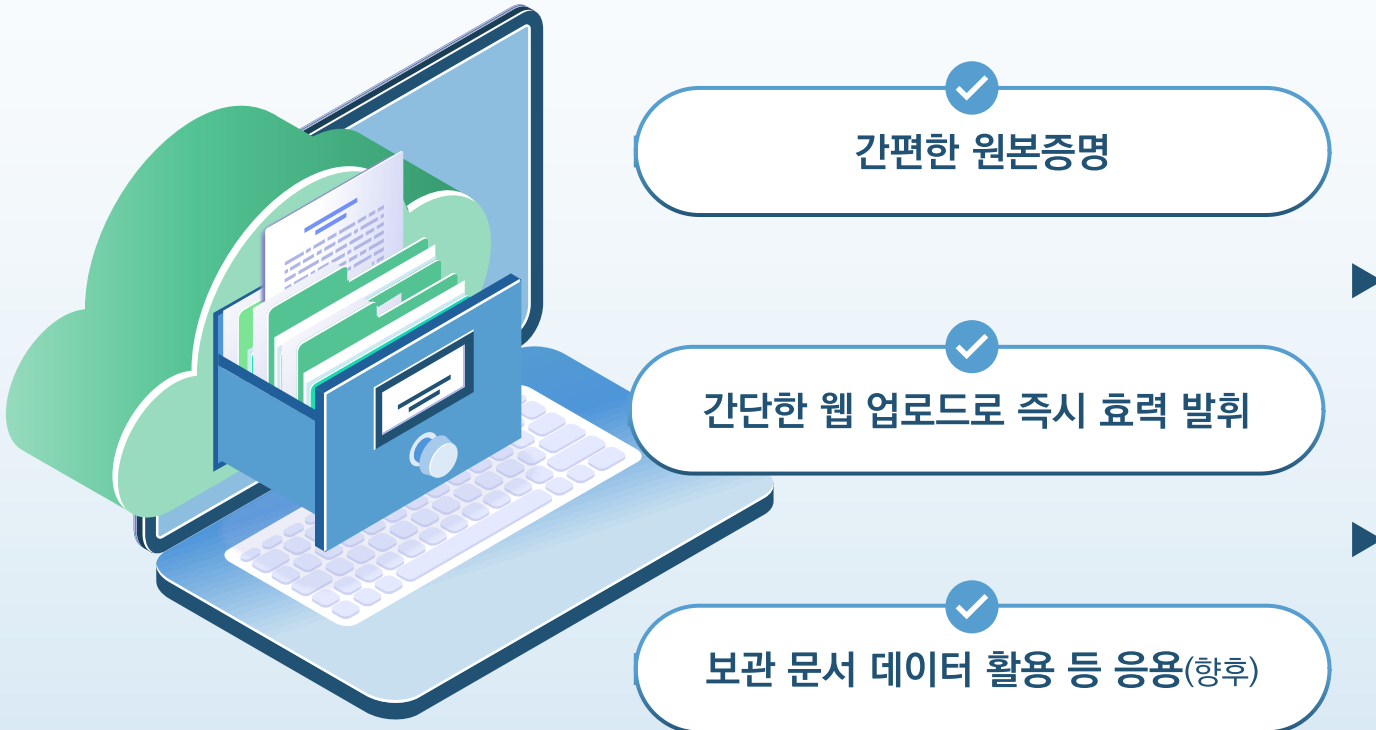 간편한 원본증명
간단한 웹 업로드로 즉시 효력 발휘
보관 문서 데이터 활용 등 응용(향후)